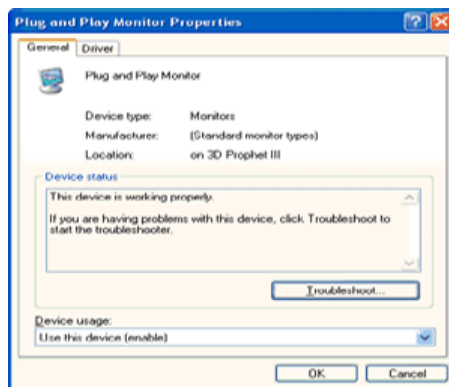 Plug and Play Monitor Properties
General Driver
Plug and Play Monitor
Device type: Monitors
Manufacturer: (Standard monitor types)
Location: on 3D Prophet III
Device status
This device is working properly.
If you are having problems with this device, click Troubleshoot to
start the troubleshooter.
Troubleshoot...
Device usage:
Use this device (enable)
OK Cancel